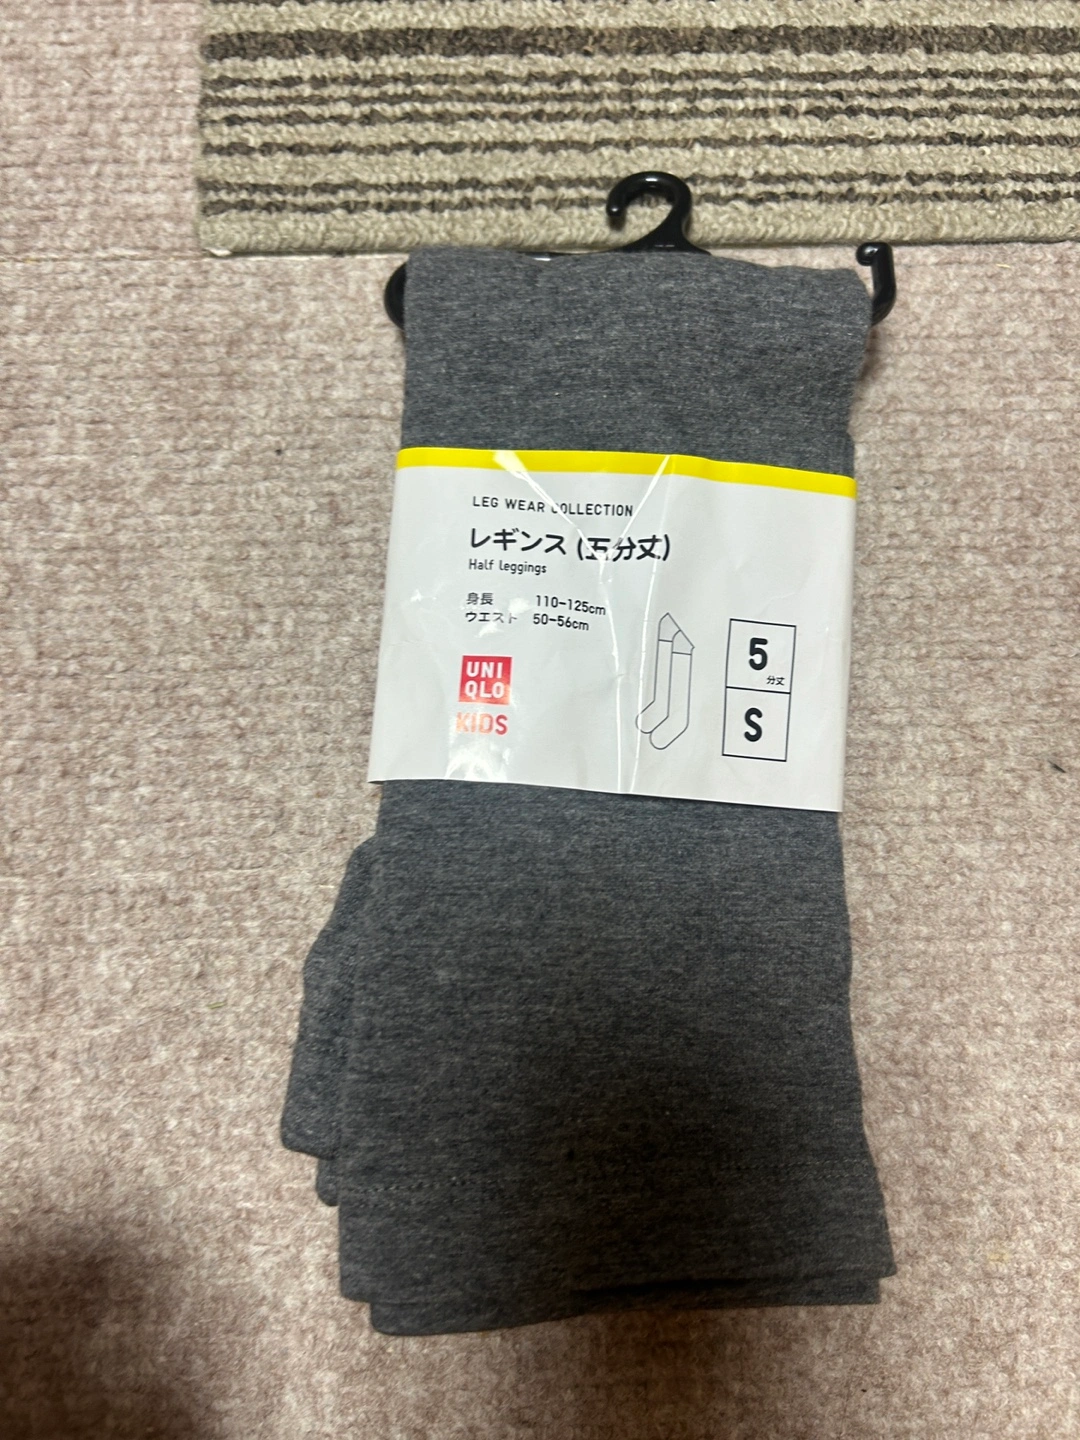 LEG WEAR COLLECTION
レギンス (五分丈)
Half leggings
身長 110-125cm
ウエスト 50-56cm
UNI
QLO
KIDS
5
分丈
S